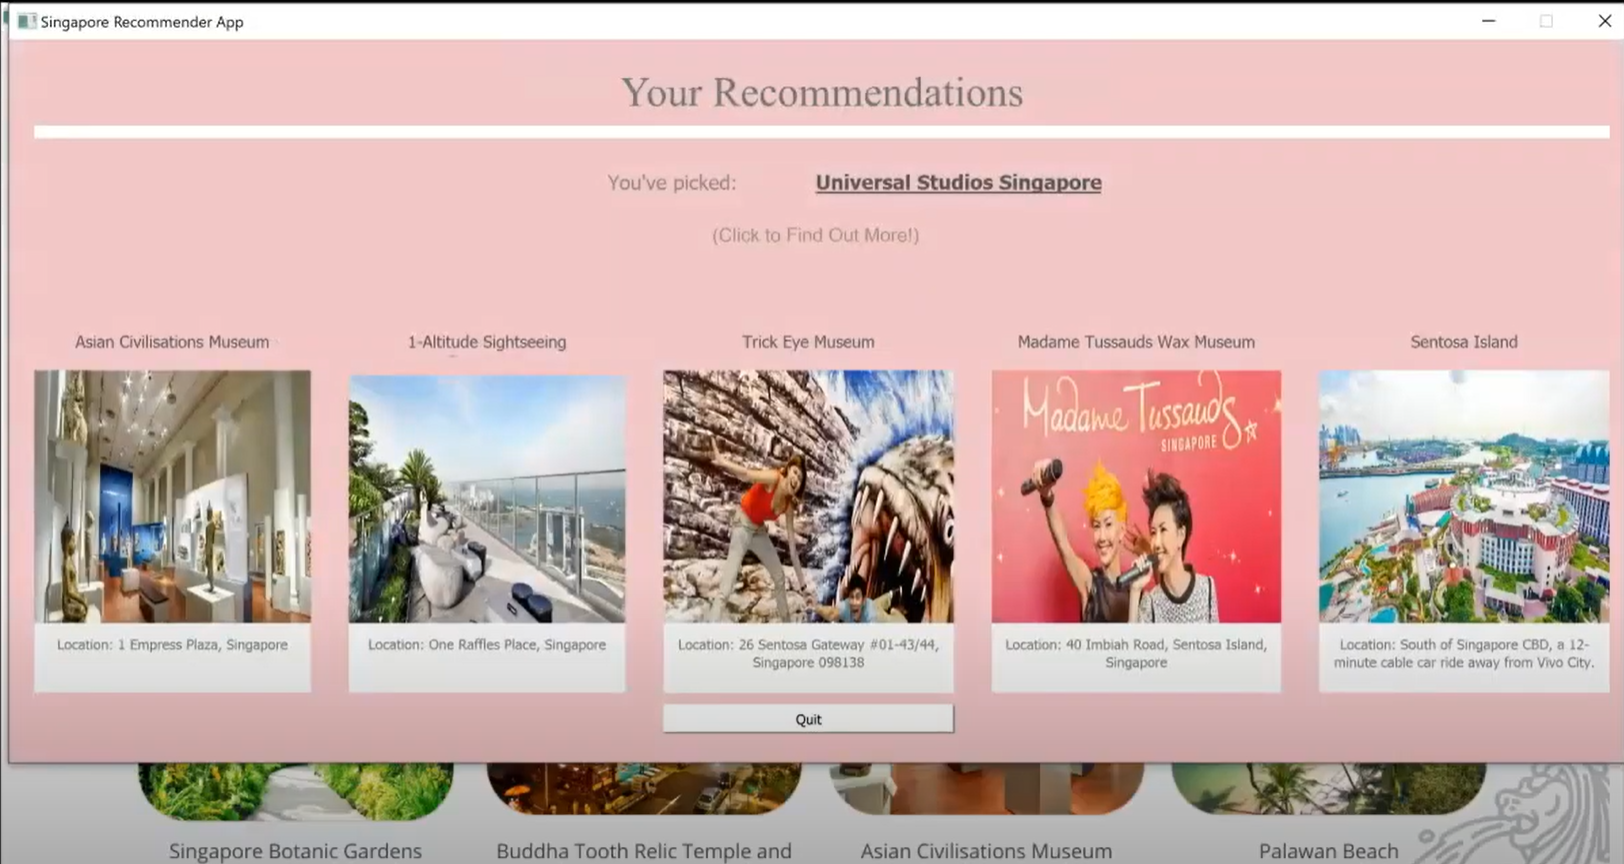 Singapore Recommender App
Your Recommendations
You've picked: Universal Studios Singapore
(Click to Find Out More!)
Asian Civilisations Museum
1-Altitude Sightseeing
Trick Eye Museum
Madame Tussauds Wax Museum
Sentosa Island
Madame Tussauds
SINGAPORE
Location: 1 Empress Plaza, Singapore
Location: One Raffles Place, Singapore
Location: 26 Sentosa Gateway #01-43/44,
Singapore 098138
Location: 40 Imbiah Road, Sentosa Island,
Singapore
Location: South of Singapore CBD, a 12-
minute cable car ride away from Vivo City.
Quit
Singapore Botanic Gardens
Buddha Tooth Relic Temple and
Asian Civilisations Museum
Palawan Beach